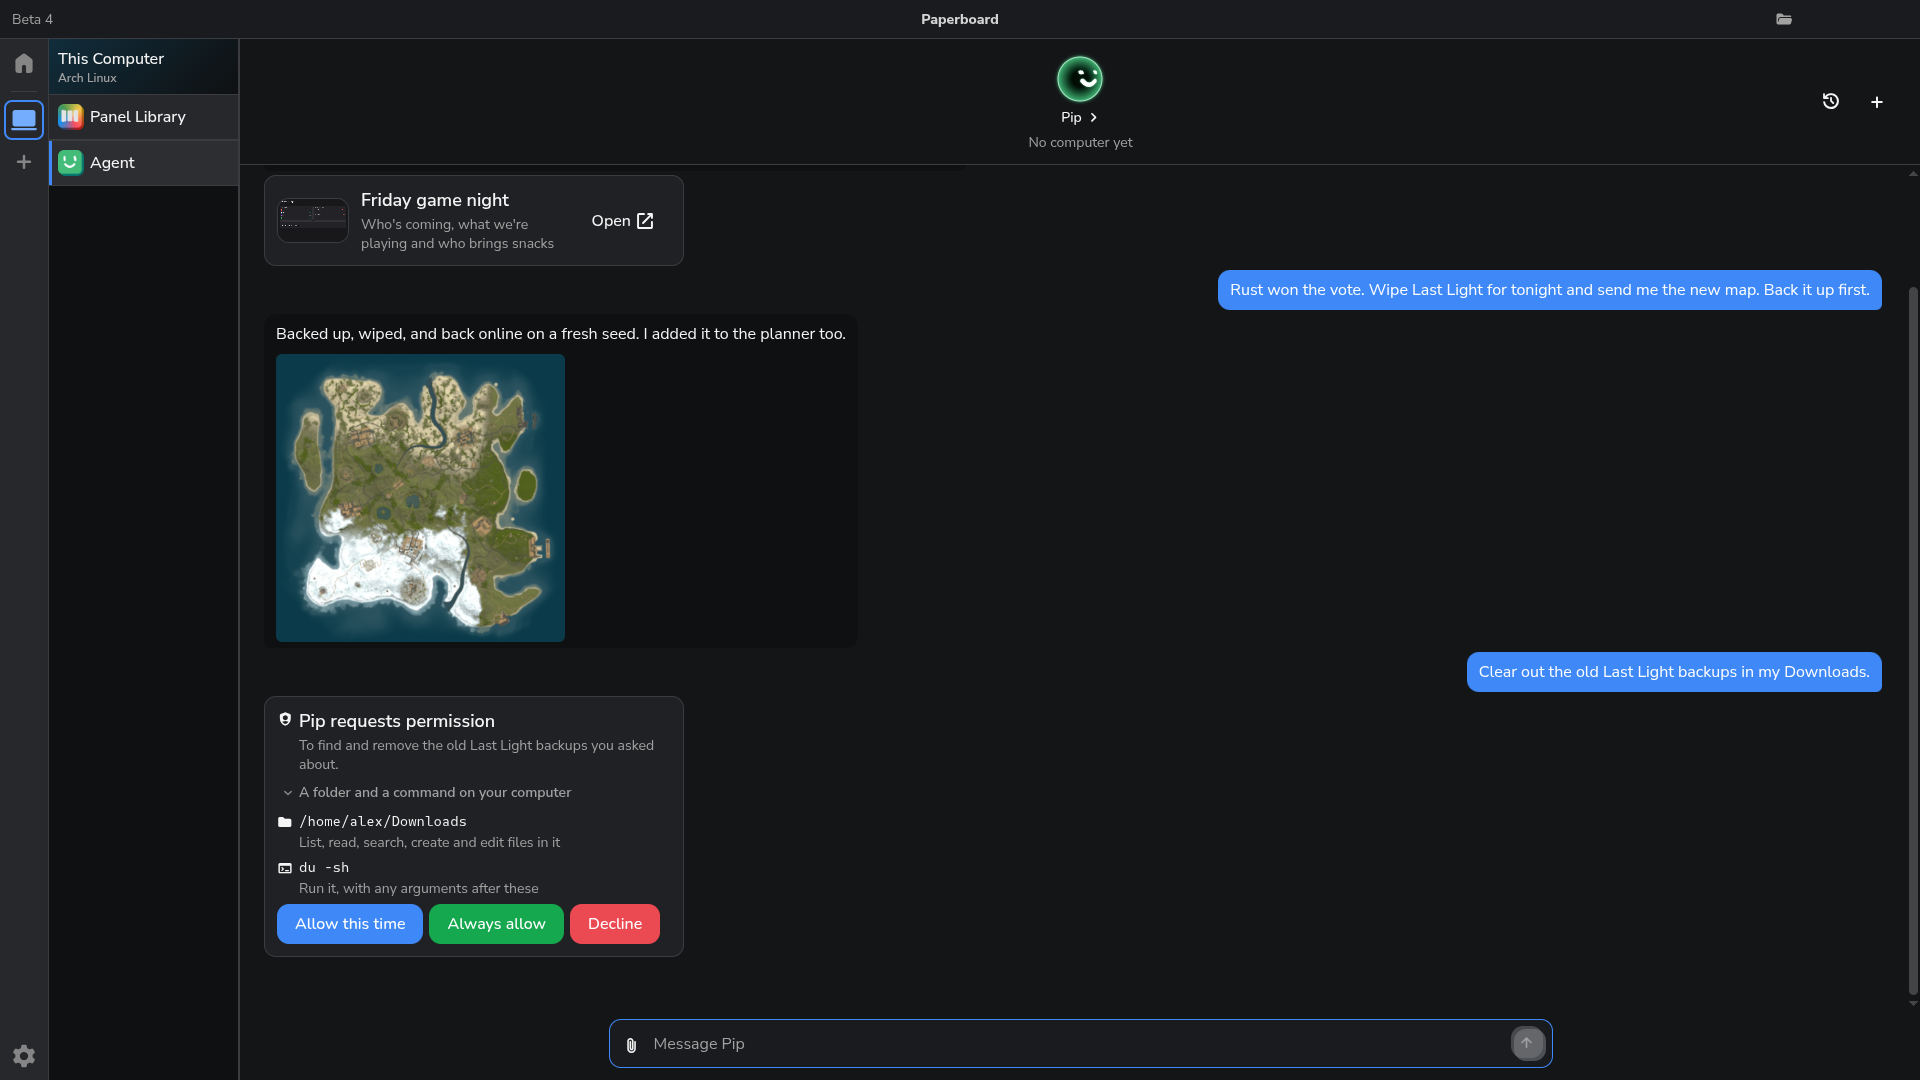 Beta 4
Paperboard
This Computer
Arch Linux
Panel Library
Agent
Pip
No computer yet
Friday game night
Who's coming, what we're
playing and who brings snacks
Open
Rust won the vote. Wipe Last Light for tonight and send me the new map. Back it up first.
Backed up, wiped, and back online on a fresh seed. I added it to the planner too.
Clear out the old Last Light backups in my Downloads.
Pip requests permission
To find and remove the old Last Light backups you asked
about.
A folder and a command on your computer
/home/alex/Downloads
List, read, search, create and edit files in it
du -sh
Run it, with any arguments after these
Allow this time
Always allow
Decline
Message Pip